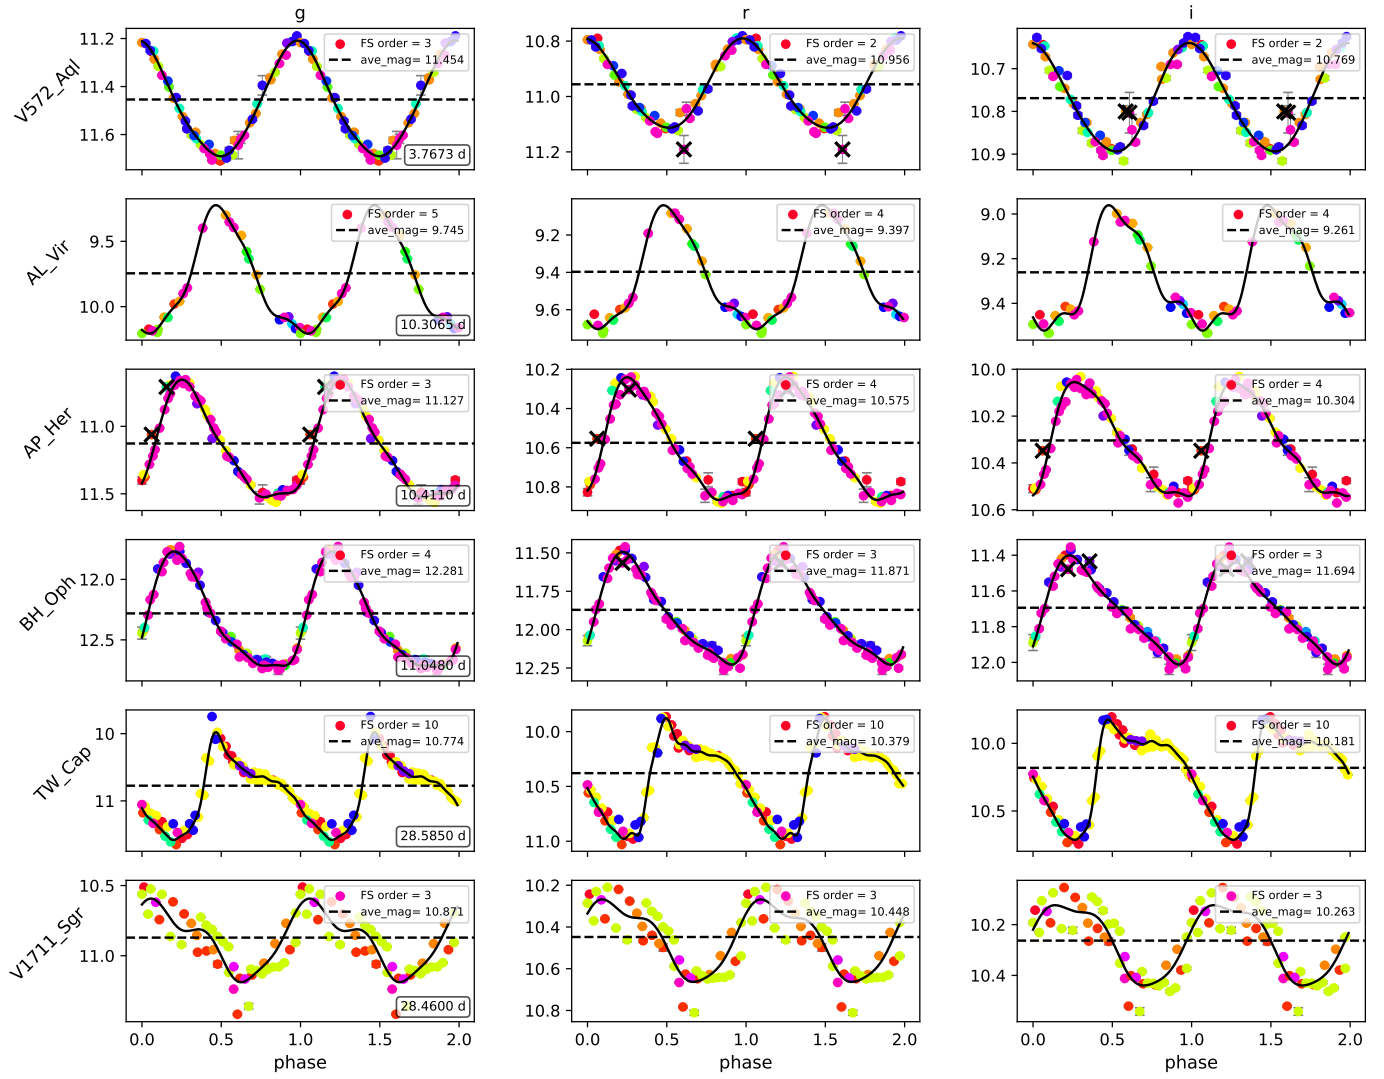 g
r
i
V572_Aql
11.2
11.4
11.6
FS order = 3
ave_mag= 11.454
3.7673 d
10.8
11.0
11.2
FS order = 2
ave_mag= 10.956
10.7
10.8
10.9
FS order = 2
ave_mag= 10.769
AL_Vir
9.5
10.0
FS order = 5
ave_mag= 9.745
10.3065 d
9.2
9.4
9.6
FS order = 4
ave_mag= 9.397
9.0
9.2
9.4
FS order = 4
ave_mag= 9.261
AP_Her
11.0
11.5
FS order = 3
ave_mag= 11.127
10.4110 d
10.2
10.4
10.6
10.8
FS order = 4
ave_mag= 10.575
10.0
10.2
10.4
10.6
FS order = 4
ave_mag= 10.304
BH_Oph
12.0
12.5
FS order = 4
ave_mag= 12.281
11.0480 d
11.50
11.75
12.00
12.25
FS order = 3
ave_mag= 11.871
11.4
11.6
11.8
12.0
FS order = 3
ave_mag= 11.694
TW_Cap
10
11
FS order = 10
ave_mag= 10.774
28.5850 d
10.0
10.5
11.0
FS order = 10
ave_mag= 10.379
10.0
10.5
FS order = 10
ave_mag= 10.181
V1711_Sgr
10.5
11.0
FS order = 3
ave_mag= 10.871
28.4600 d
10.2
10.4
10.6
10.8
FS order = 3
ave_mag= 10.448
10.2
10.4
FS order = 3
ave_mag= 10.263
0.0 0.5 1.0 1.5 2.0
0.0 0.5 1.0 1.5 2.0
0.0 0.5 1.0 1.5 2.0
phase
phase
phase